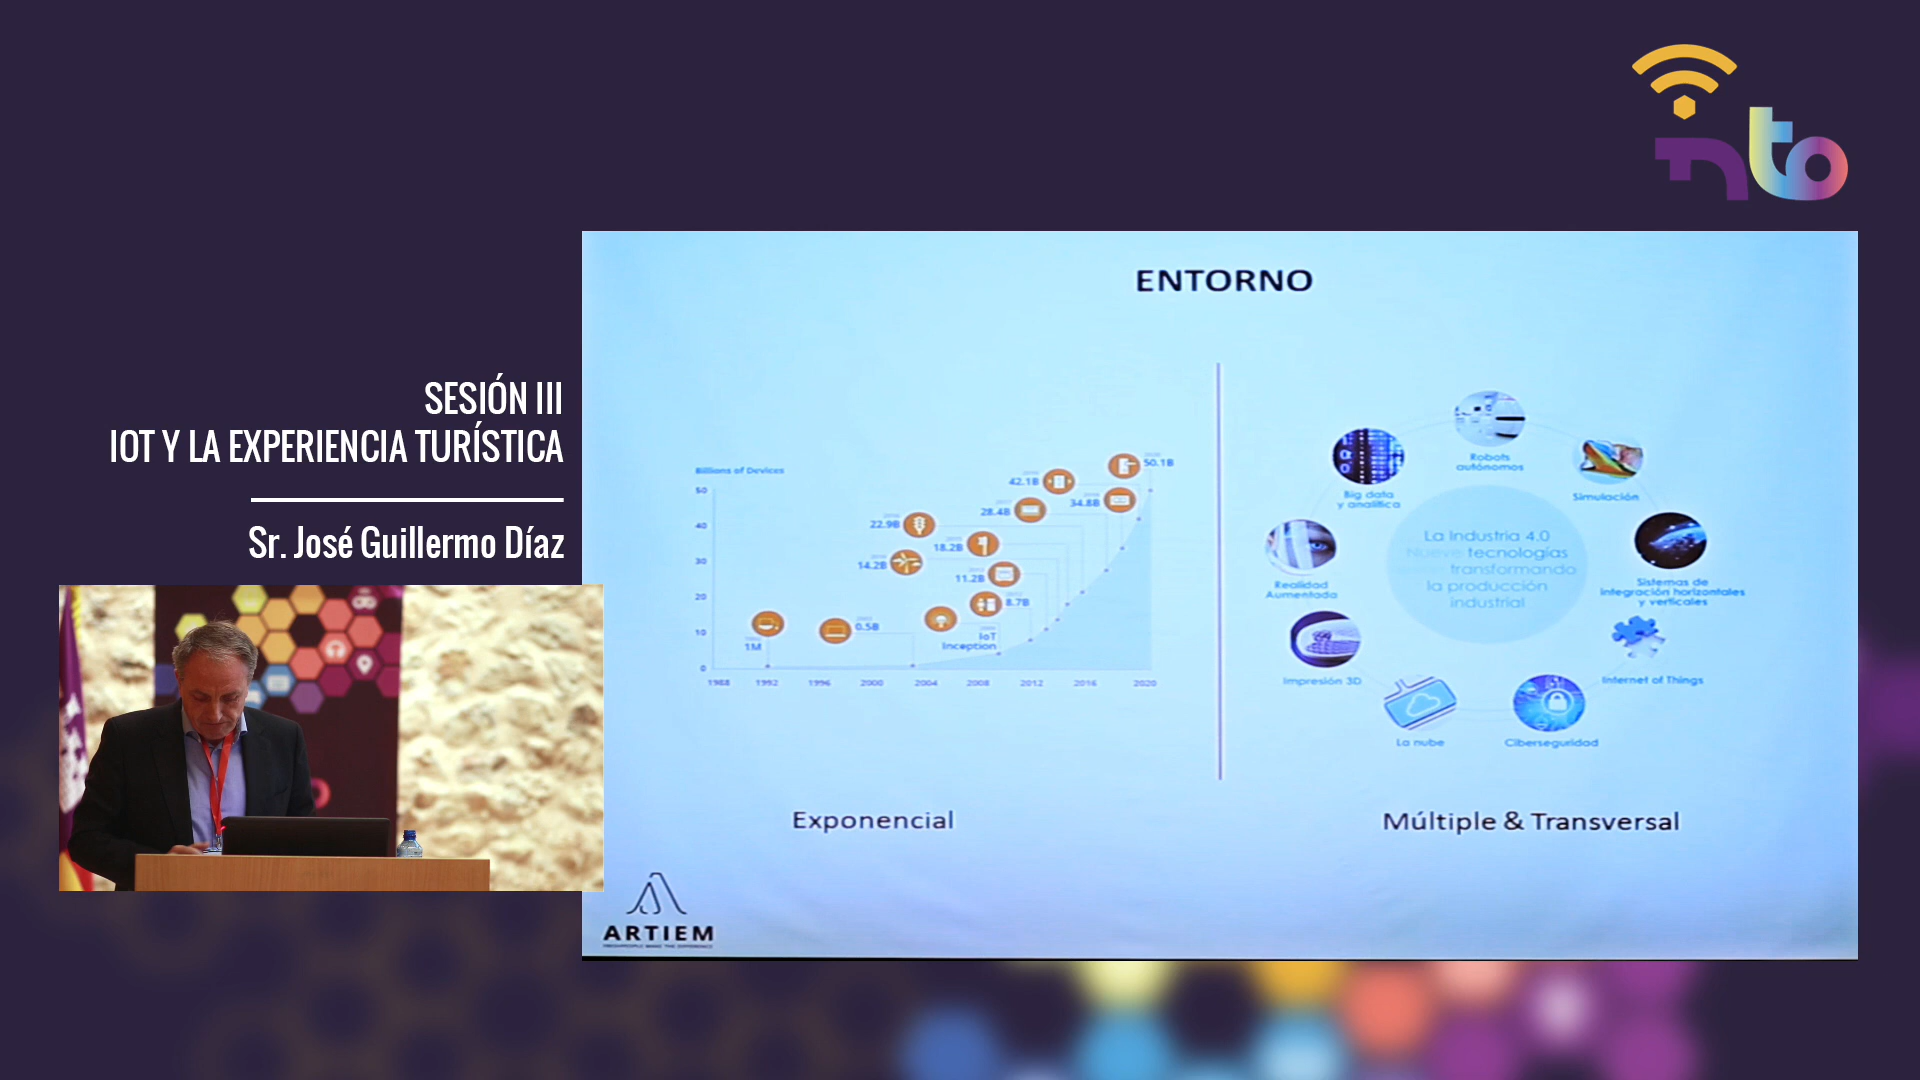 nto
SESIÓN III
IOT Y LA EXPERIENCIA TURÍSTICA
Sr. José Guillermo Díaz
ENTORNO
Billions of Devices
50
40
30
20
10
0
1988 1992 1996 2000 2004 2008 2012 2016 2020
1M
0.5B
IoT
Inception
8.7B
11.2B
14.2B
18.2B
22.9B
28.4B
34.8B
42.1B
50.1B
Exponencial
Robots
autónomos
Simulación
Sistemas de
integración horizontales
y verticales
Internet of Things
Ciberseguridad
La nube
Impresión 3D
Realidad
Aumentada
Big data
y analítica
La Industria 4.0
Nueve tecnologías
transformando
la producción
industrial
Múltiple & Transversal
ARTIEM